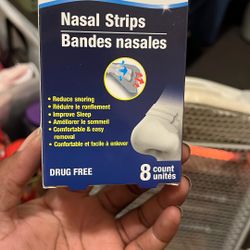 Nasal Strips
Bandes nasales
• Reduce snoring
• Réduire le ronflement
• Improve Sleep
• Améliorer le sommeil
• Comfortable & easy
removal
• Confortable et facile à enlever
DRUG FREE
8 count
unités